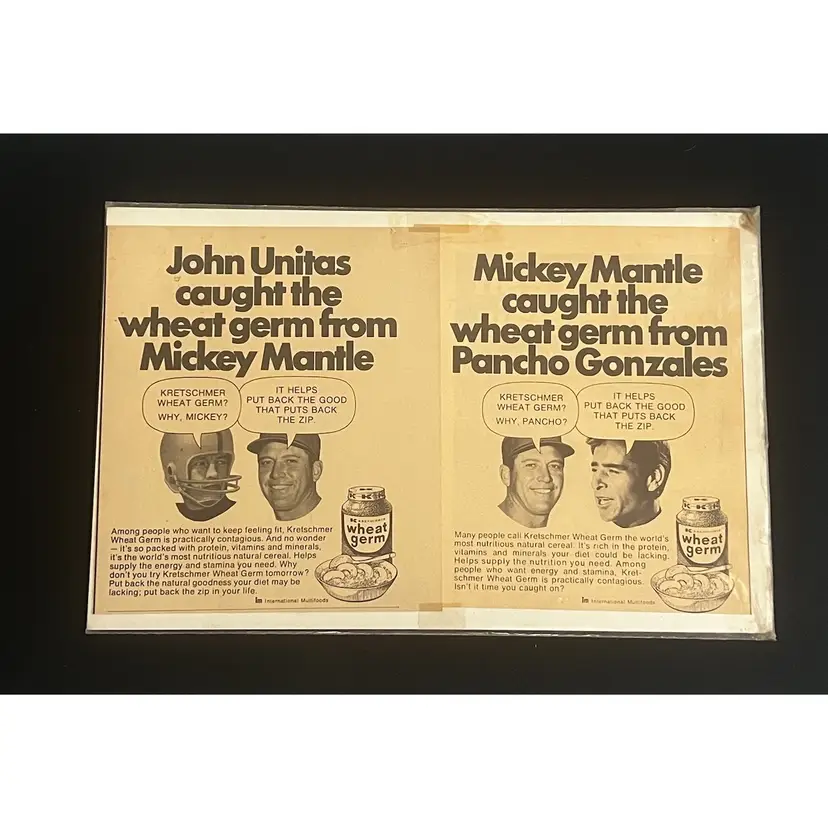 John Unitas
caught the
wheat germ from
Mickey Mantle
KRETSCHMER
WHEAT GERM?
WHY, MICKEY?
IT HELPS
PUT BACK THE GOOD
THAT PUTS BACK
THE ZIP.
Among people who want to keep feeling fit, Kretschmer
Wheat Germ is practically contagious. And no wonder
— it's so packed with protein, vitamins and minerals,
it's the world's most nutritious natural cereal. Helps
supply the energy and stamina you need. Why
don't you try Kretschmer Wheat Germ tomorrow?
Put back the natural goodness your diet may be
lacking; put back the zip in your life.
KRETSCHMER
wheat
germ
im International Multifoods
Mickey Mantle
caught the
wheat germ from
Pancho Gonzales
KRETSCHMER
WHEAT GERM?
WHY, PANCHO?
IT HELPS
PUT BACK THE GOOD
THAT PUTS BACK
THE ZIP.
Many people call Kretschmer Wheat Germ the world's
most nutritious natural cereal. It's rich in the protein,
vitamins and minerals your diet could be lacking.
Helps supply the nutrition you need. Among
people who want energy and stamina, Kret-
schmer Wheat Germ is practically contagious.
Isn't it time you caught on?
KRETSCHMER
wheat
germ
im International Multifoods